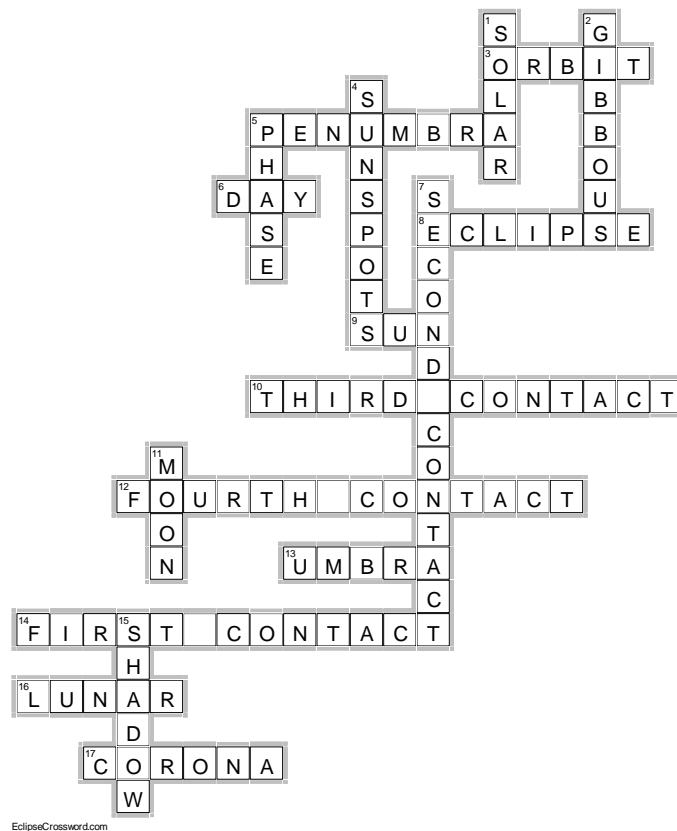 1 S 2 G
3 O R B I T
4 S L B
5 P E N U M B R A B
H N R O
6 D A Y S 7 S U
S P 8 E C L I P S E
E O C
T O
9 S U N
D
10 T H I R D C O N T A C T
11 M C
O
12 F O U R T H C O N T A C T
O T
N 13 U M B R A
C
14 F I R 15 S T C O N T A C T
H
16 L U N A R
D
17 C O R O N A
W
EclipseCrossword.com